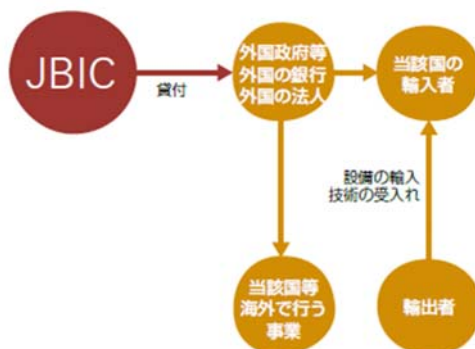 JBIC
貸付
外国政府等
外国の銀行
外国の法人
当該国の
輸入者
設備の輸入
技術の受入れ
当該国等
海外で行う
事業
輸出者